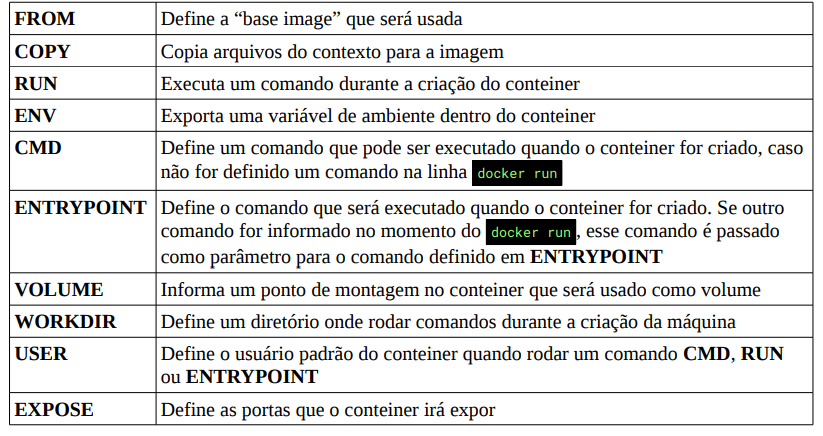 FROM Define a “base image” que será usada
COPY Copia arquivos do contexto para a imagem
RUN Executa um comando durante a criação do conteiner
ENV Exporta uma variável de ambiente dentro do conteiner
CMD Define um comando que pode ser executado quando o conteiner for criado, caso
não for definido um comando na linha docker run
ENTRYPOINT Define o comando que será executado quando o conteiner for criado. Se outro
comando for informado no momento do docker run, esse comando é passado
como parâmetro para o comando definido em ENTRYPOINT
VOLUME Informa um ponto de montagem no conteiner que será usado como volume
WORKDIR Define um diretório onde rodar comandos durante a criação da máquina
USER Define o usuário padrão do conteiner quando rodar um comando CMD, RUN
ou ENTRYPOINT
EXPOSE Define as portas que o conteiner irá expor